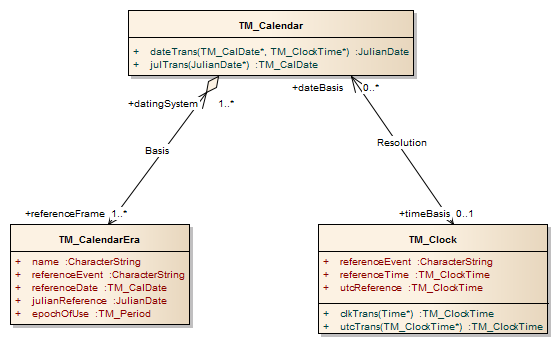 TM_Calendar
+ dateTrans(TM_CalDate*, TM_ClockTime*) :JulianDate
+ julTrans(JulianDate*) :TM_CalDate
+dateBasis 0..*
+datingSystem 1..*
Resolution
Basis
+referenceFrame 1..*
+timeBasis 0..1
TM_CalendarEra
+ name :CharacterString
+ referenceEvent :CharacterString
+ referenceDate :TM_CalDate
+ julianReference :JulianDate
+ epochOfUse :TM_Period
TM_Clock
+ referenceEvent :CharacterString
+ referenceTime :TM_ClockTime
+ utcReference :TM_ClockTime
+ clkTrans(Time*) :TM_ClockTime
+ utcTrans(TM_ClockTime*) :TM_ClockTime